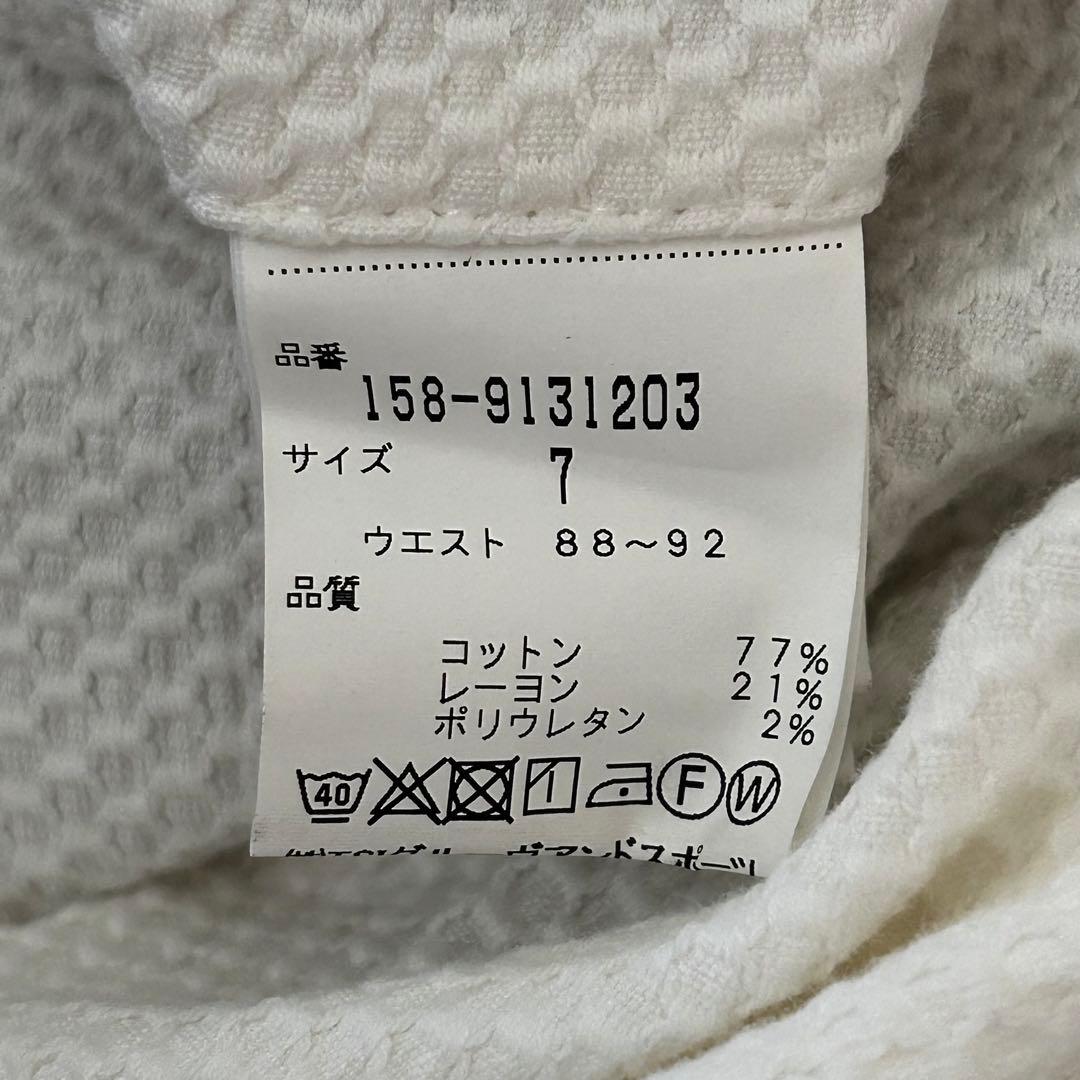 品番
158-9131203
サイズ 7
ウエスト 88～92
品質
コットン 77%
レーヨン 21%
ポリウレタン 2%
40 F W